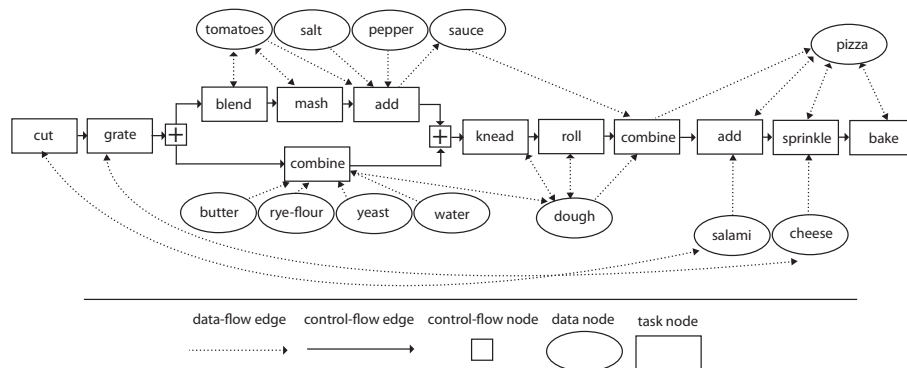 tomatoes salt pepper sauce
pizza
blend mash add
cut grate + + knead roll combine add sprinkle bake
combine
butter rye-flour yeast water dough
salami cheese
data-flow edge control-flow edge control-flow node data node task node